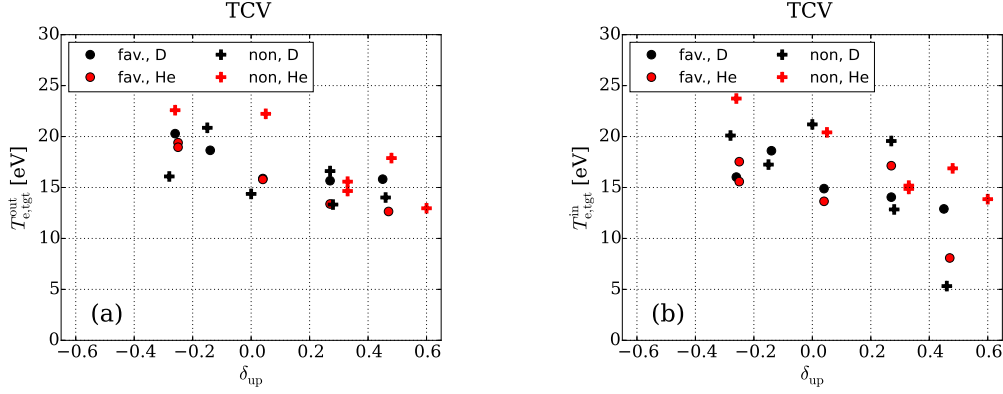 TCV
30
25
20
15
10
5
0
−0.6 −0.4 −0.2 0.0 0.2 0.4 0.6
T^out_e,tgt [eV]
δ_up
fav., D non, D
fav., He non, He
(a)
TCV
30
25
20
15
10
5
0
−0.6 −0.4 −0.2 0.0 0.2 0.4 0.6
T^in_e,tgt [eV]
δ_up
fav., D non, D
fav., He non, He
(b)